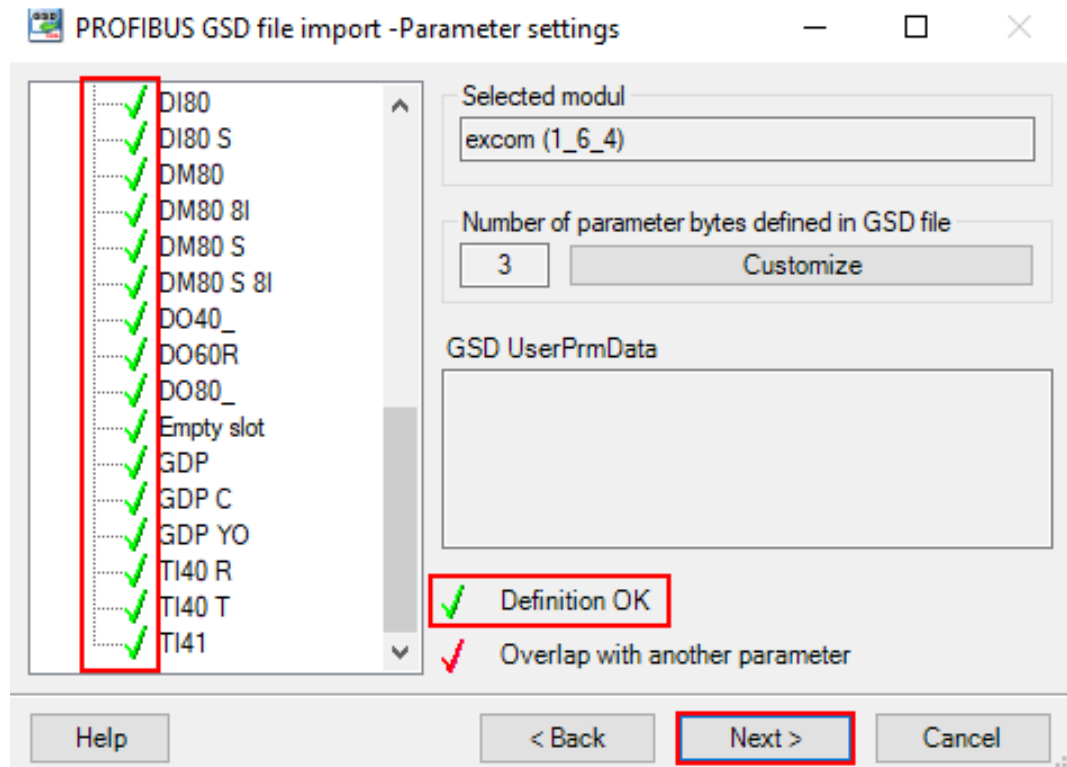 PROFIBUS GSD file import -Parameter settings
DI80
DI80 S
DM80
DM80 8I
DM80 S
DM80 S 8I
DO40_
DO60R
DO80_
Empty slot
GDP
GDP C
GDP YO
TI40 R
TI40 T
TI41
Selected modul
excom (1_6_4)
Number of parameter bytes defined in GSD file
3 Customize
GSD UserPrmData
Definition OK
Overlap with another parameter
Help < Back Next > Cancel